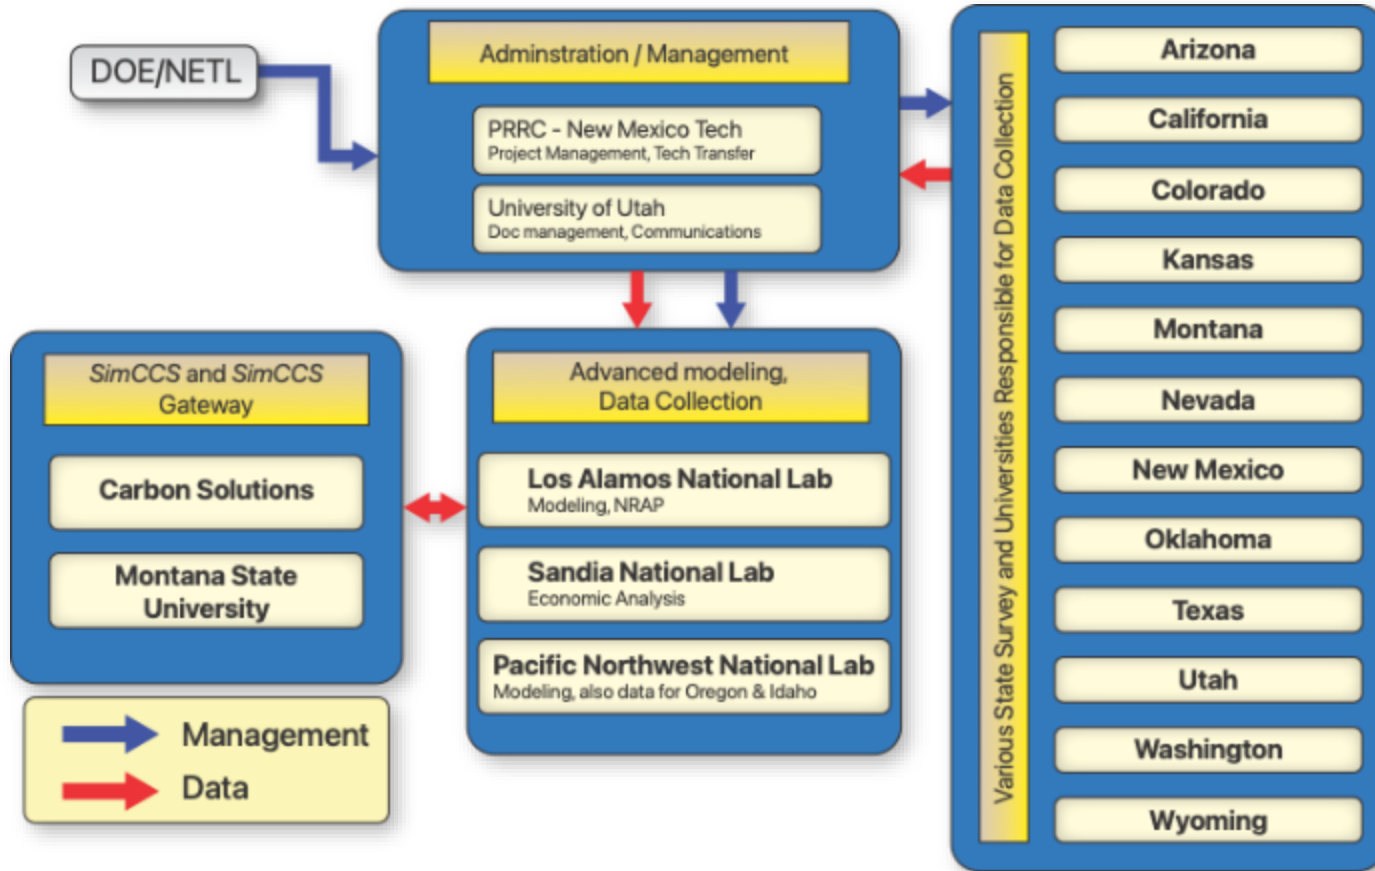 DOE/NETL
Adminstration / Management
PRRC - New Mexico Tech
Project Management, Tech Transfer
University of Utah
Doc management, Communications
SimCCS and SimCCS
Gateway
Carbon Solutions
Montana State
University
Advanced modeling,
Data Collection
Los Alamos National Lab
Modeling, NRAP
Sandia National Lab
Economic Analysis
Pacific Northwest National Lab
Modeling, also data for Oregon & Idaho
Various State Survey and Universities Responsible for Data Collection
Arizona
California
Colorado
Kansas
Montana
Nevada
New Mexico
Oklahoma
Texas
Utah
Washington
Wyoming
Management
Data